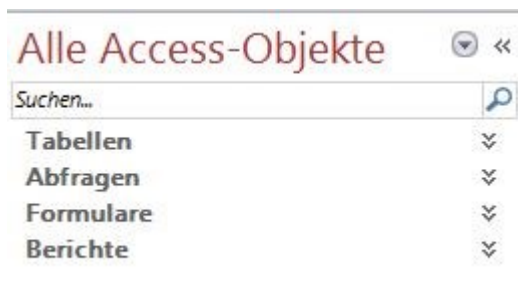 Alle Access-Objekte
Suchen...
Tabellen
Abfragen
Formulare
Berichte